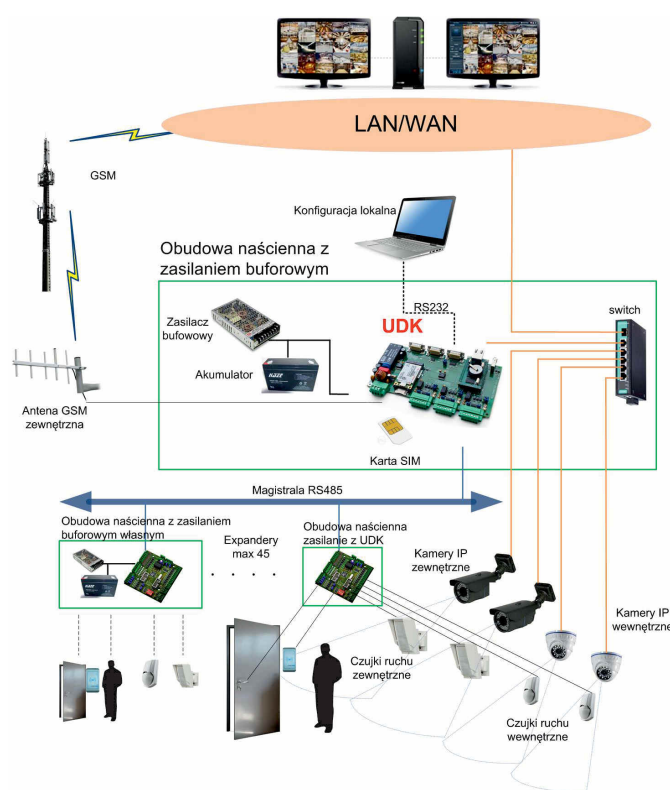 LAN/WAN
GSM
Konfiguracja lokalna
Obudowa naścienna z
zasilaniem buforowym
RS232
switch
Zasilacz
bufowowy
UDK
Akumulator
KAZE
Antena GSM
zewnętrzna
Karta SIM
Magistrala RS485
Obudowa naścienna z zasilaniem
buforowym własnym
Expandery
max 45
Obudowa naścienna
zasilanie z UDK
Kamery IP
zewnętrzne
Kamery IP
wewnętrzne
Czujki ruchu
zewnętrzne
Czujki ruchu
wewnętrzne